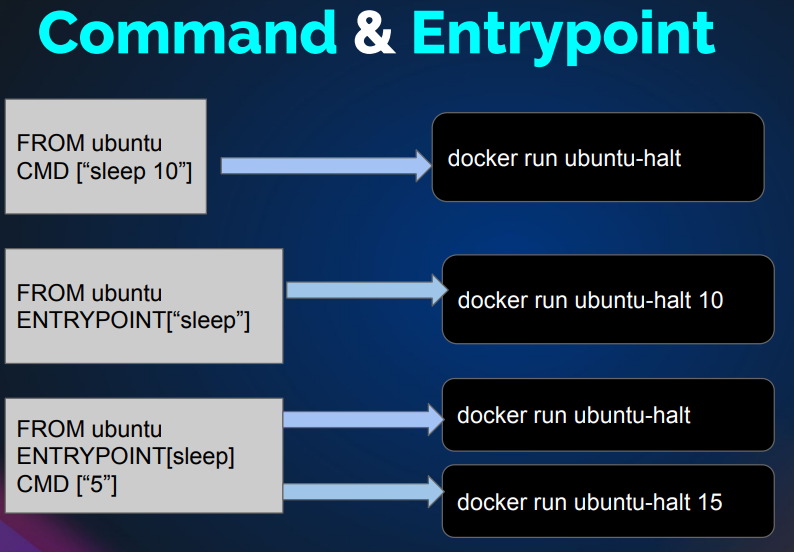 Command & Entrypoint
FROM ubuntu
CMD [“sleep 10”]
docker run ubuntu-halt
FROM ubuntu
ENTRYPOINT[“sleep”]
docker run ubuntu-halt 10
FROM ubuntu
ENTRYPOINT[sleep]
CMD [“5”]
docker run ubuntu-halt
docker run ubuntu-halt 15